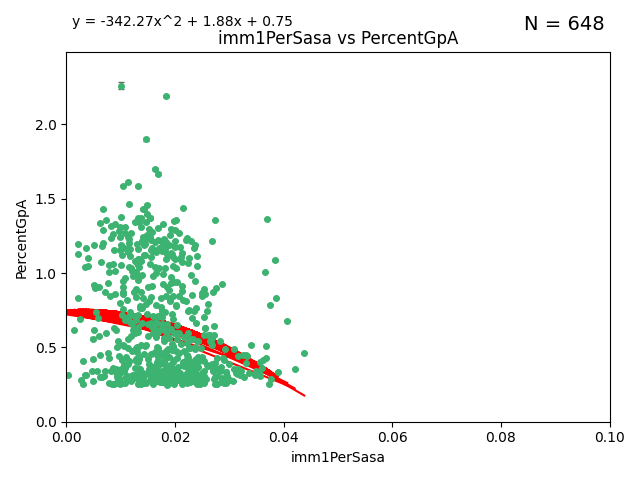 y = -342.27x^2 + 1.88x + 0.75
N = 648
imm1PerSasa vs PercentGpA
PercentGpA
2.0
1.5
1.0
0.5
0.0
0.00 0.02 0.04 0.06 0.08 0.10
imm1PerSasa